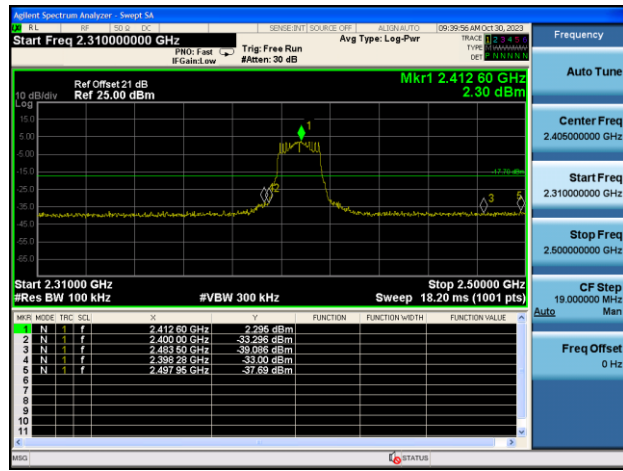 Agilent Spectrum Analyzer - Swept SA
RL RF 50 Ω DC SENSE:INT SOURCE OFF ALIGN AUTO 09:39:56 AM Oct 30, 2023
Start Freq 2.310000000 GHz
PNO: Fast
IFGain:Low
Trig: Free Run
#Atten: 30 dB
Avg Type: Log-Pwr
TRACE 1 2 3 4 5 6
TYPE M
DET P N N N N N
Ref Offset 21 dB
Ref 25.00 dBm
10 dB/div
Log
Mkr1 2.412 60 GHz
2.30 dBm
15.0
5.00
-5.00
-15.0
-25.0
-35.0
-45.0
-55.0
-65.0
1
2
3
5
-17.70 dBm
Start 2.31000 GHz
Stop 2.50000 GHz
#Res BW 100 kHz
#VBW 300 kHz
Sweep 18.20 ms (1001 pts)
MKR MODE TRC SCL X Y FUNCTION FUNCTION WIDTH FUNCTION VALUE
1 N 1 f 2.412 60 GHz 2.295 dBm
2 N 1 f 2.400 00 GHz -33.296 dBm
3 N 1 f 2.483 50 GHz -39.086 dBm
4 N 1 f 2.398 28 GHz -33.00 dBm
5 N 1 f 2.497 95 GHz -37.69 dBm
6
7
8
9
10
11
MSG
STATUS
Frequency
Auto Tune
Center Freq
2.405000000 GHz
Start Freq
2.310000000 GHz
Stop Freq
2.500000000 GHz
CF Step
19.000000 MHz
Auto Man
Freq Offset
0 Hz